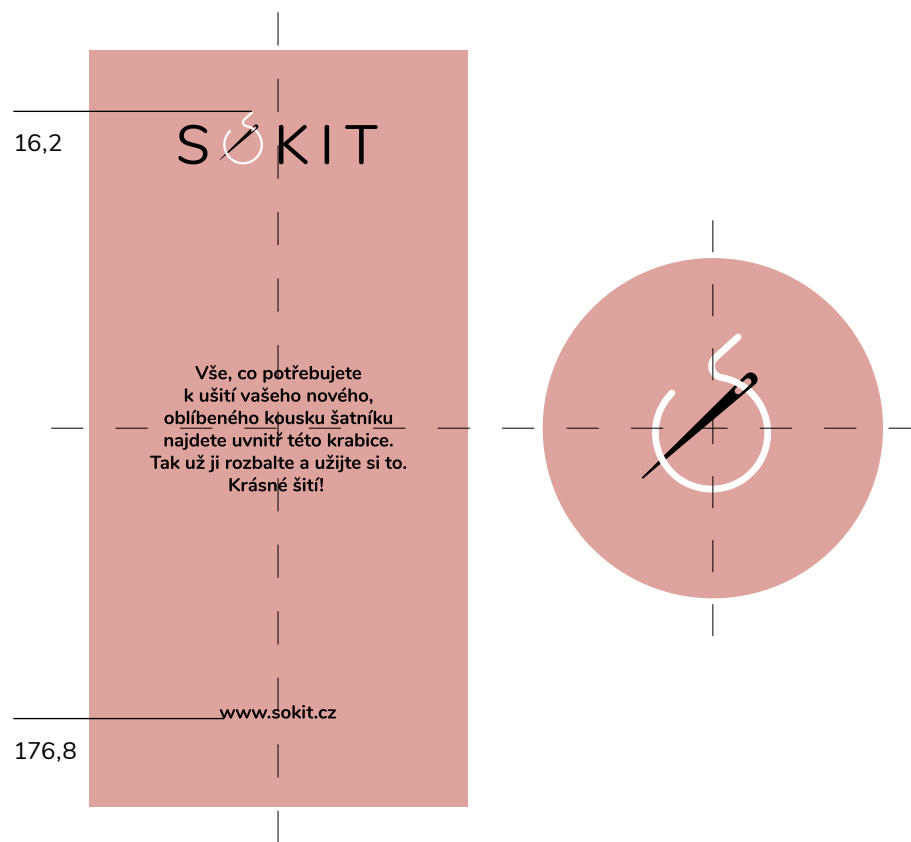 16,2
SOKIT
Vše, co potřebujete
k ušití vašeho nového,
oblíbeného kousku šatníku
najdete uvnitř této krabice.
Tak už ji rozbalte a užijte si to.
Krásné šití!
www.sokit.cz
176,8